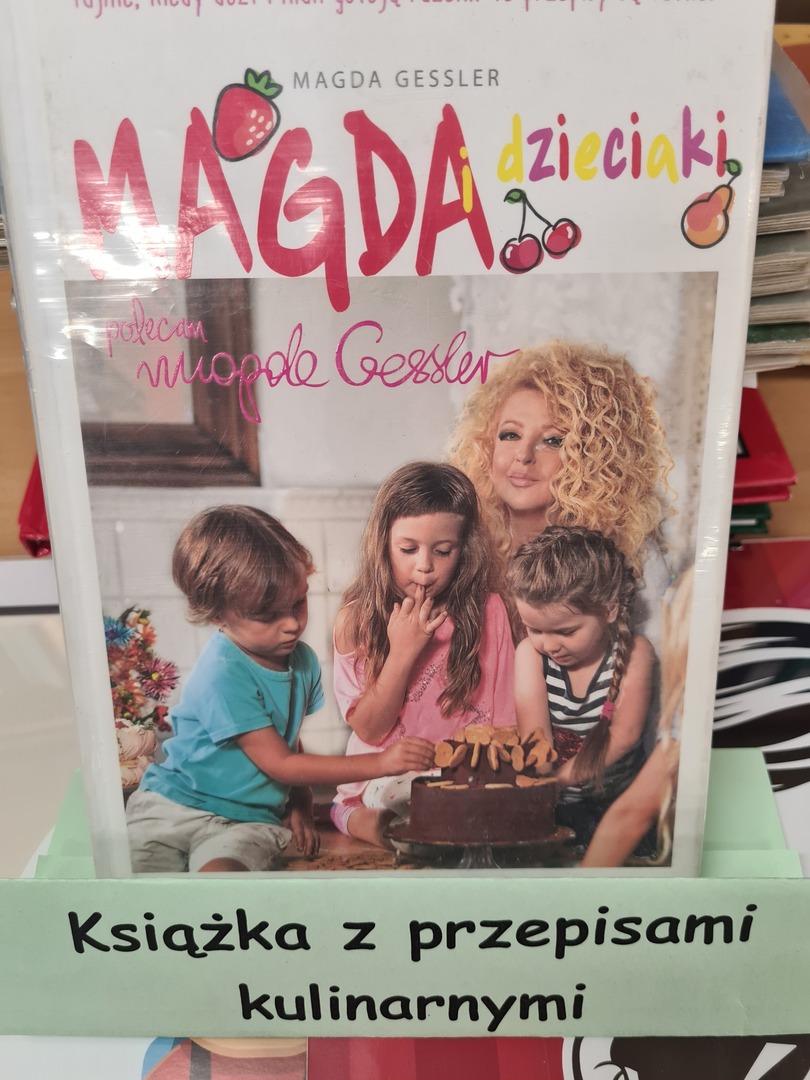 MAGDA GESSLER
MAGDA i dzieciaki
polecam
Magda Gessler
Książka z przepisami
kulinarnymi